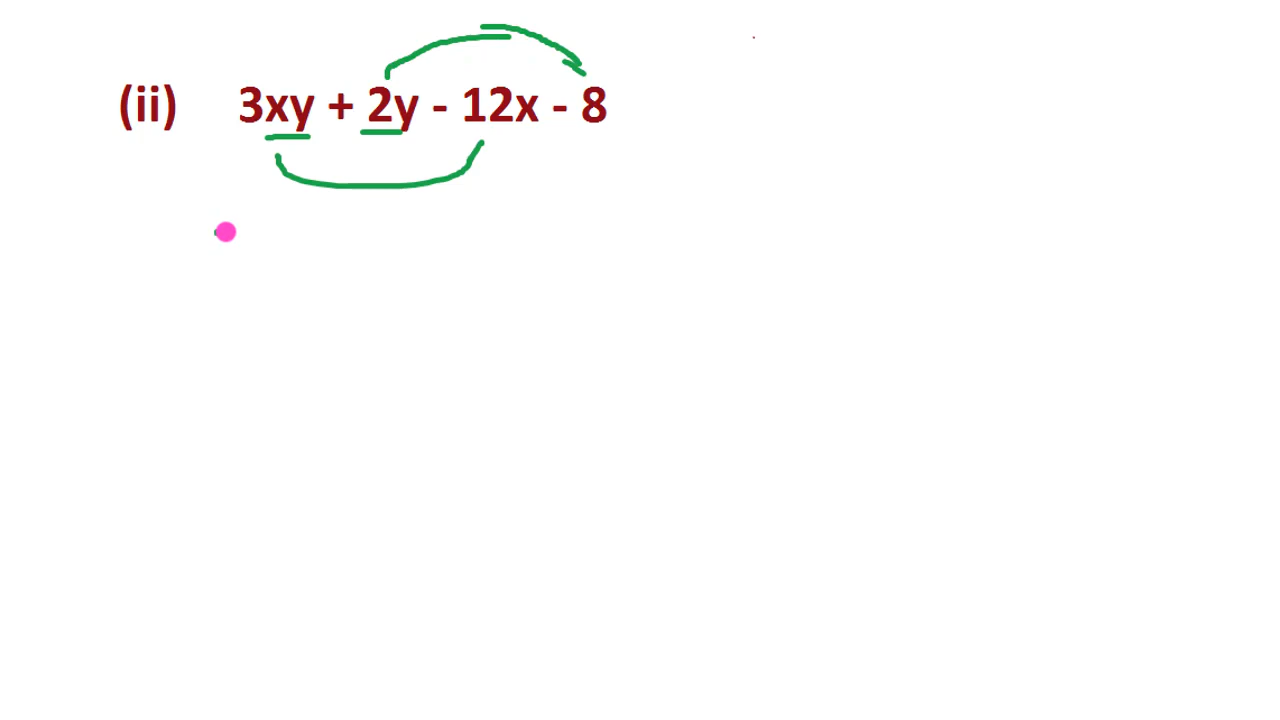 (ii) 3xy + 2y - 12x - 8